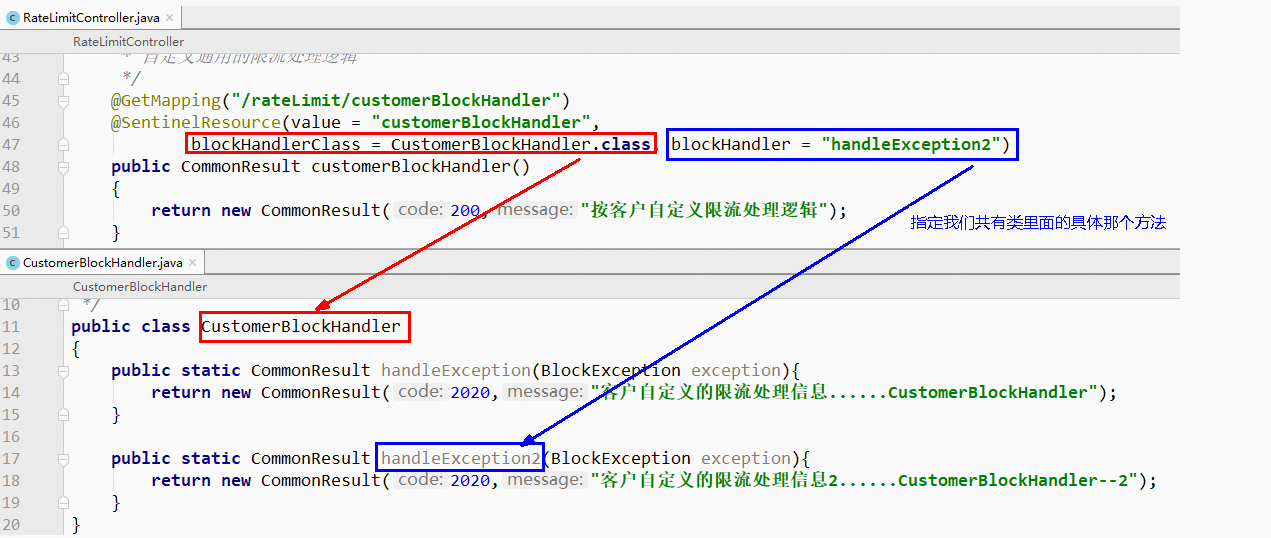 RateLimitController.java ×
RateLimitController
43 * 自定义通用的限流处理逻辑
44 */
45 @GetMapping("/rateLimit/customerBlockHandler")
46 @SentinelResource(value = "customerBlockHandler",
47 blockHandlerClass = CustomerBlockHandler.class blockHandler = "handleException2")
48 public CommonResult customerBlockHandler()
49 {
50 return new CommonResult( code: 200, message: "按客户自定义限流处理逻辑");
指定我们共有类里面的具体那个方法
51 }
CustomerBlockHandler.java ×
CustomerBlockHandler
10 */
11 public class CustomerBlockHandler
12 {
13 public static CommonResult handleException(BlockException exception){
14 return new CommonResult( code: 2020, message: "客户自定义的限流处理信息......CustomerBlockHandler");
15 }
16
17 public static CommonResult handleException2(BlockException exception){
18 return new CommonResult( code: 2020, message: "客户自定义的限流处理信息2......CustomerBlockHandler--2");
19 }
20 }